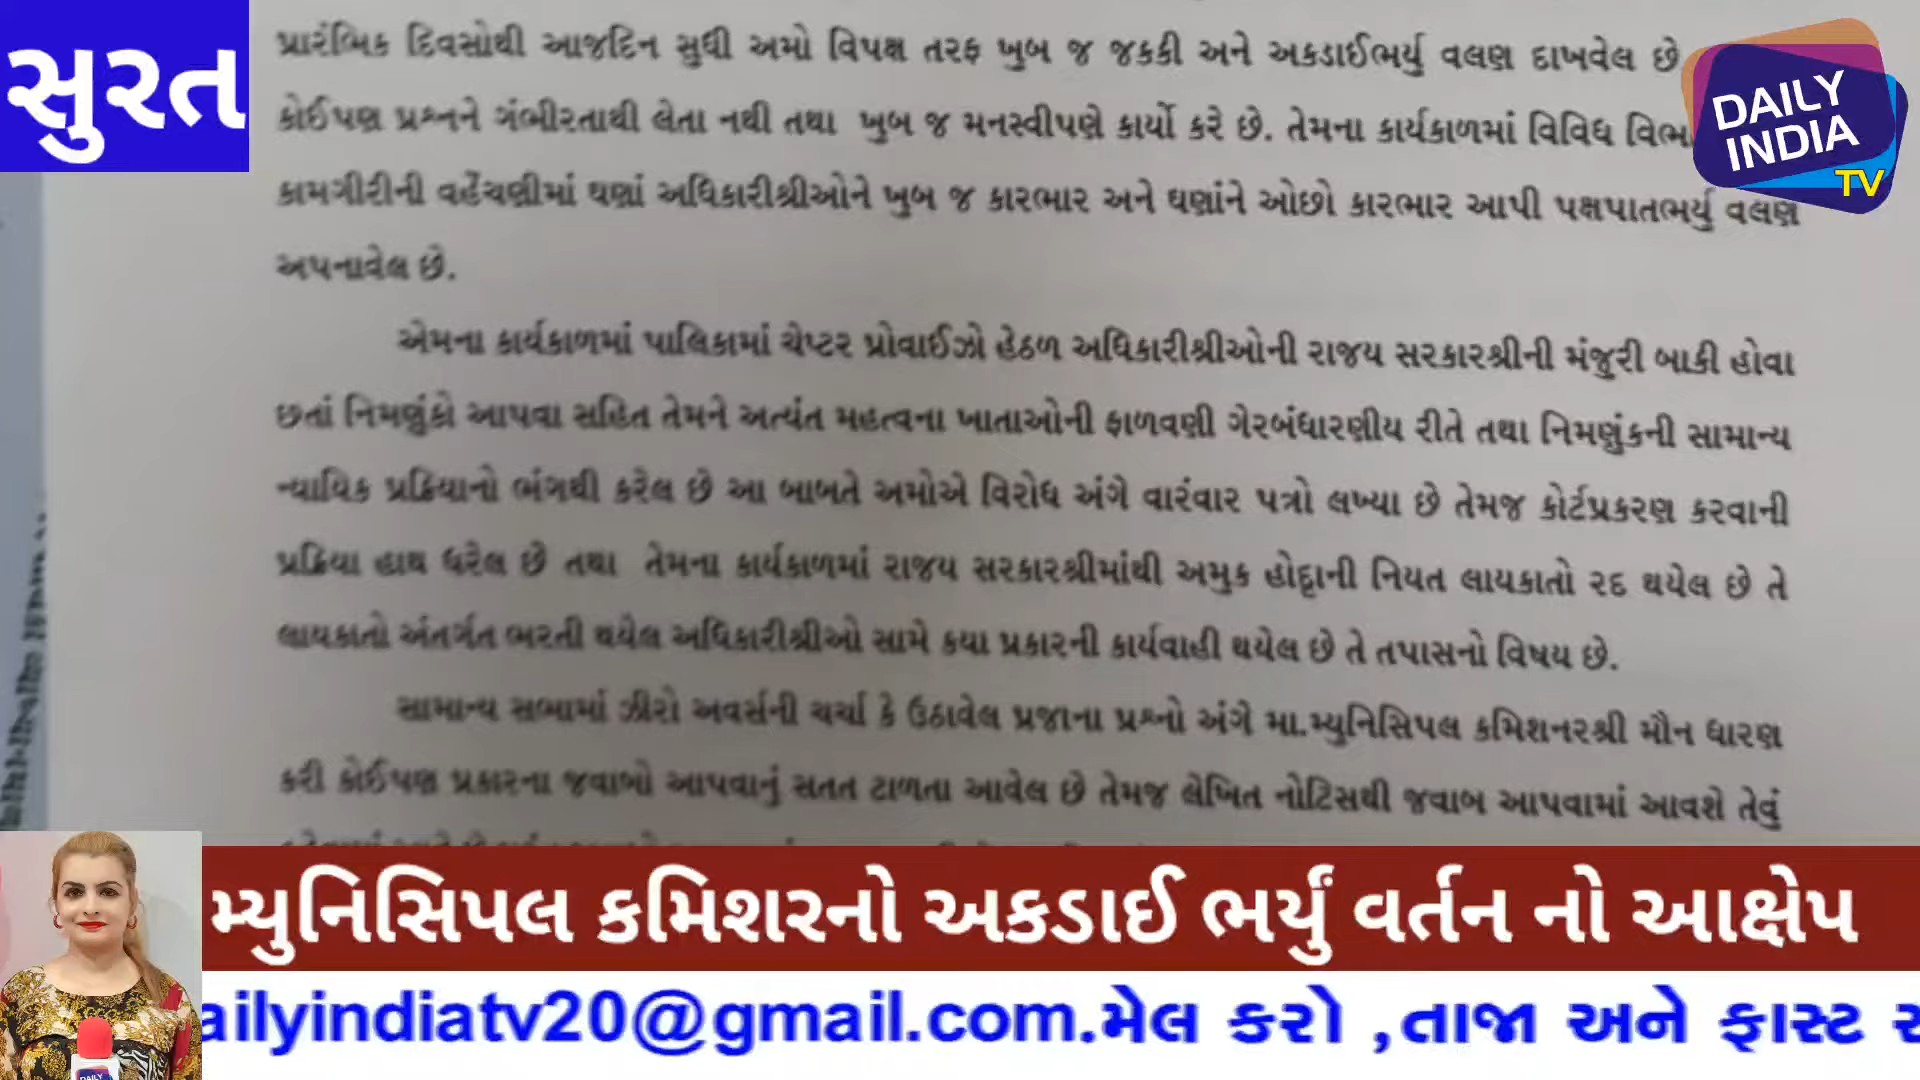 સુરત
DAILY
INDIA
TV
પ્રારંભિક દિવસોથી આજદિન સુધી અમો વિપક્ષ તરફ ખુબ જ જકકી અને અકડાઈભર્યુ વલણ દાખવેલ છે
કોઈપણ પ્રશ્નને ગંભીરતાથી લેતા નથી તથા ખુબ જ મનસ્વીપણે કાર્યો કરે છે. તેમના કાર્યકાળમાં વિવિધ
કામગીરીની વહેંચણીમાં ઘણાં અધિકારીશ્રીઓને ખુબ જ કારભાર અને ઘણાંને ઓછો કારભાર આપી પક્ષપાતભર્યુ વલણ
અપનાવેલ છે.
એમના કાર્યકાળમાં પાલિકામાં ચેપ્ટર પ્રોવાઈઝો હેઠળ અધિકારીશ્રીઓની રાજય સરકારશ્રીની મંજુરી બાકી હોવા
છતાં નિમણુંકો આપવા સહિત તેમને અત્યંત મહત્વના ખાતાઓની ફાળવણી ગેરબંધારણીય રીતે તથા નિમણુંકની સામાન્ય
ન્યાયિક પ્રક્રિયાનો ભંગથી કરેલ છે આ બાબતે અમોએ વિરોધ અંગે વારંવાર પત્રો લખ્યા છે તેમજ કોર્ટપ્રકરણ કરવાની
પ્રક્રિયા હાથ ધરેલ છે તથા તેમના કાર્યકાળમાં રાજય સરકારશ્રીમાંથી અમુક હોદ્દાની નિયત લાયકાતો રદ થયેલ છે તે
લાયકાતો અંતર્ગત ભરતી થયેલ અધિકારીશ્રીઓ સામે કયા પ્રકારની કાર્યવાહી થયેલ છે તે તપાસનો વિષય છે.
સામાન્ય સભામાં ઝીરો અવર્સની ચર્ચા કે ઉઠાવેલ પ્રજાના પ્રશ્નો અંગે મા.મ્યુનિસિપલ કમિશનરશ્રી મૌન ધારણ
કરી કોઈપણ પ્રકારના જવાબો આપવાનું સતત ટાળતા આવેલ છે તેમજ લેખિત નોટિસથી જવાબ આપવામાં આવશે તેવું
મ્યુનિસિપલ કમિશરનો અકડાઈ ભર્યું વર્તન નો આક્ષેપ
ailyindiatv20@gmail.com.મેલ કરો ,તાજા અને ફાસ્ટ
DAILY